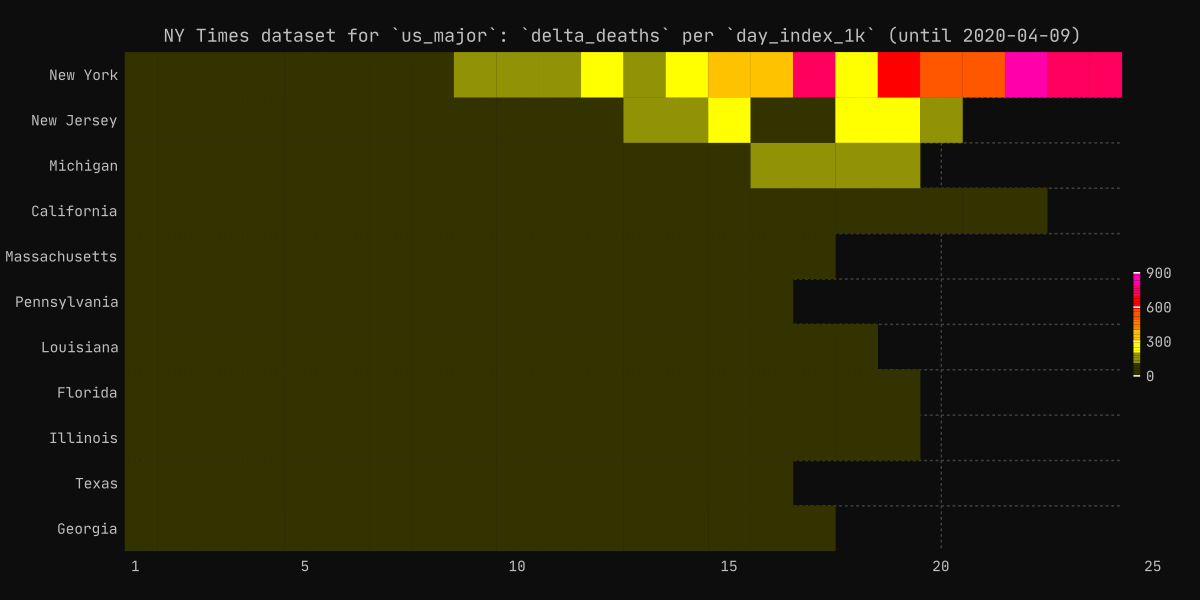 NY Times dataset for `us_major`: `delta_deaths` per `day_index_1k` (until 2020-04-09)
New York
New Jersey
Michigan
California
Massachusetts
Pennsylvania
Louisiana
Florida
Illinois
Texas
Georgia
1 5 10 15 20 25
900
600
300
0